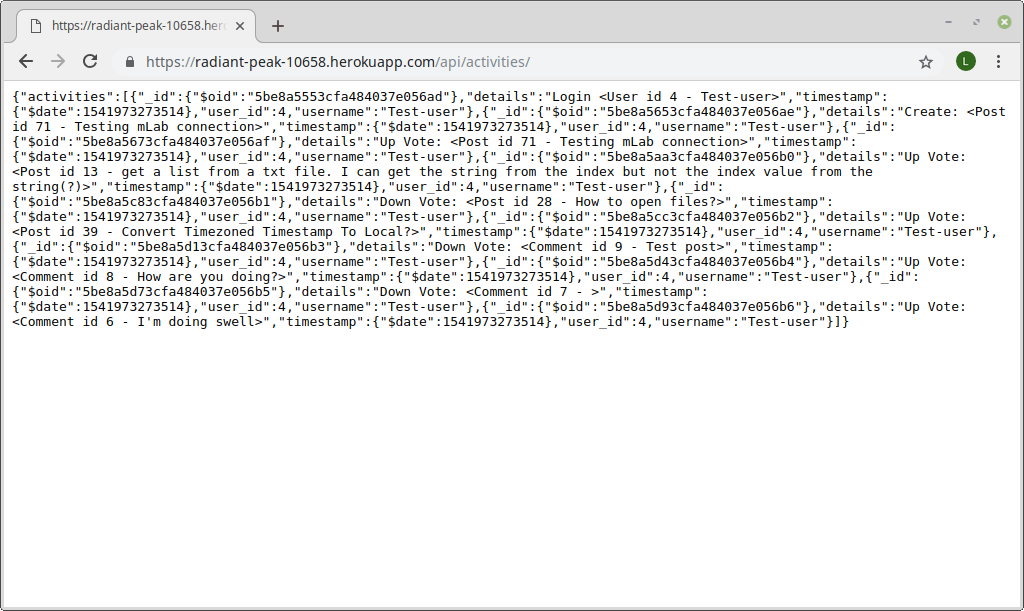 https://radiant-peak-10658.her
https://radiant-peak-10658.herokuapp.com/api/activities/
L
{"activities":[{"_id":{"$oid":"5be8a5553cfa484037e056ad"},"details":"Login <User id 4 - Test-user>","timestamp":
{"$date":1541973273514},"user_id":4,"username":"Test-user"},{"_id":{"$oid":"5be8a5653cfa484037e056ae"},"details":"Create: <Post
id 71 - Testing mLab connection>","timestamp":{"$date":1541973273514},"user_id":4,"username":"Test-user"},{"_id":
{"$oid":"5be8a5673cfa484037e056af"},"details":"Up Vote: <Post id 71 - Testing mLab connection>","timestamp":
{"$date":1541973273514},"user_id":4,"username":"Test-user"},{"_id":{"$oid":"5be8a5aa3cfa484037e056b0"},"details":"Up Vote:
<Post id 13 - get a list from a txt file. I can get the string from the index but not the index value from the
string(?)>","timestamp":{"$date":1541973273514},"user_id":4,"username":"Test-user"},{"_id":
{"$oid":"5be8a5c83cfa484037e056b1"},"details":"Down Vote: <Post id 28 - How to open files?>","timestamp":
{"$date":1541973273514},"user_id":4,"username":"Test-user"},{"_id":{"$oid":"5be8a5cc3cfa484037e056b2"},"details":"Up Vote:
<Post id 39 - Convert Timezoned Timestamp To Local?>","timestamp":{"$date":1541973273514},"user_id":4,"username":"Test-user"},
{"_id":{"$oid":"5be8a5d13cfa484037e056b3"},"details":"Down Vote: <Comment id 9 - Test post>","timestamp":
{"$date":1541973273514},"user_id":4,"username":"Test-user"},{"_id":{"$oid":"5be8a5d43cfa484037e056b4"},"details":"Up Vote:
<Comment id 8 - How are you doing?>","timestamp":{"$date":1541973273514},"user_id":4,"username":"Test-user"},{"_id":
{"$oid":"5be8a5d73cfa484037e056b5"},"details":"Down Vote: <Comment id 7 - >","timestamp":
{"$date":1541973273514},"user_id":4,"username":"Test-user"},{"_id":{"$oid":"5be8a5d93cfa484037e056b6"},"details":"Up Vote:
<Comment id 6 - I'm doing swell>","timestamp":{"$date":1541973273514},"user_id":4,"username":"Test-user"}]}